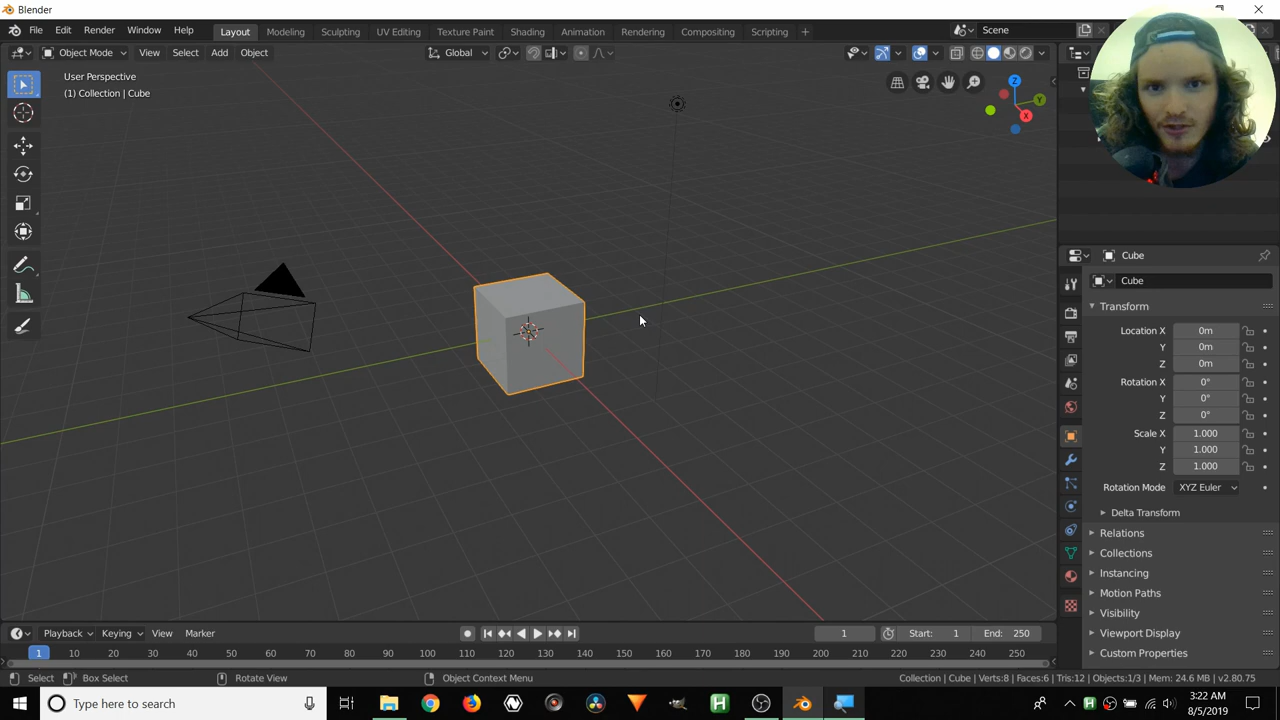 Blender
File Edit Render Window Help Layout Modeling Sculpting UV Editing Texture Paint Shading Animation Rendering Compositing Scripting + Scene
Object Mode View Select Add Object Global
User Perspective
(1) Collection | Cube
Z
Y
X
Cube
Cube
Transform
Location X 0m
Y 0m
Z 0m
Rotation X 0°
Y 0°
Z 0°
Scale X 1.000
Y 1.000
Z 1.000
Rotation Mode XYZ Euler
Delta Transform
Relations
Collections
Instancing
Motion Paths
Visibility
Viewport Display
Custom Properties
Playback Keying View Marker 1 Start: 1 End: 250
1 10 20 30 40 50 60 70 80 90 100 110 120 130 140 150 160 170 180 190 200 210 220 230 240 250
Select Box Select Rotate View Object Context Menu Collection | Cube | Verts:8 | Faces:6 | Tris:12 | Objects:1/3 | Mem: 24.6 MB | v2.80.75
Type here to search
3:22 AM
8/5/2019